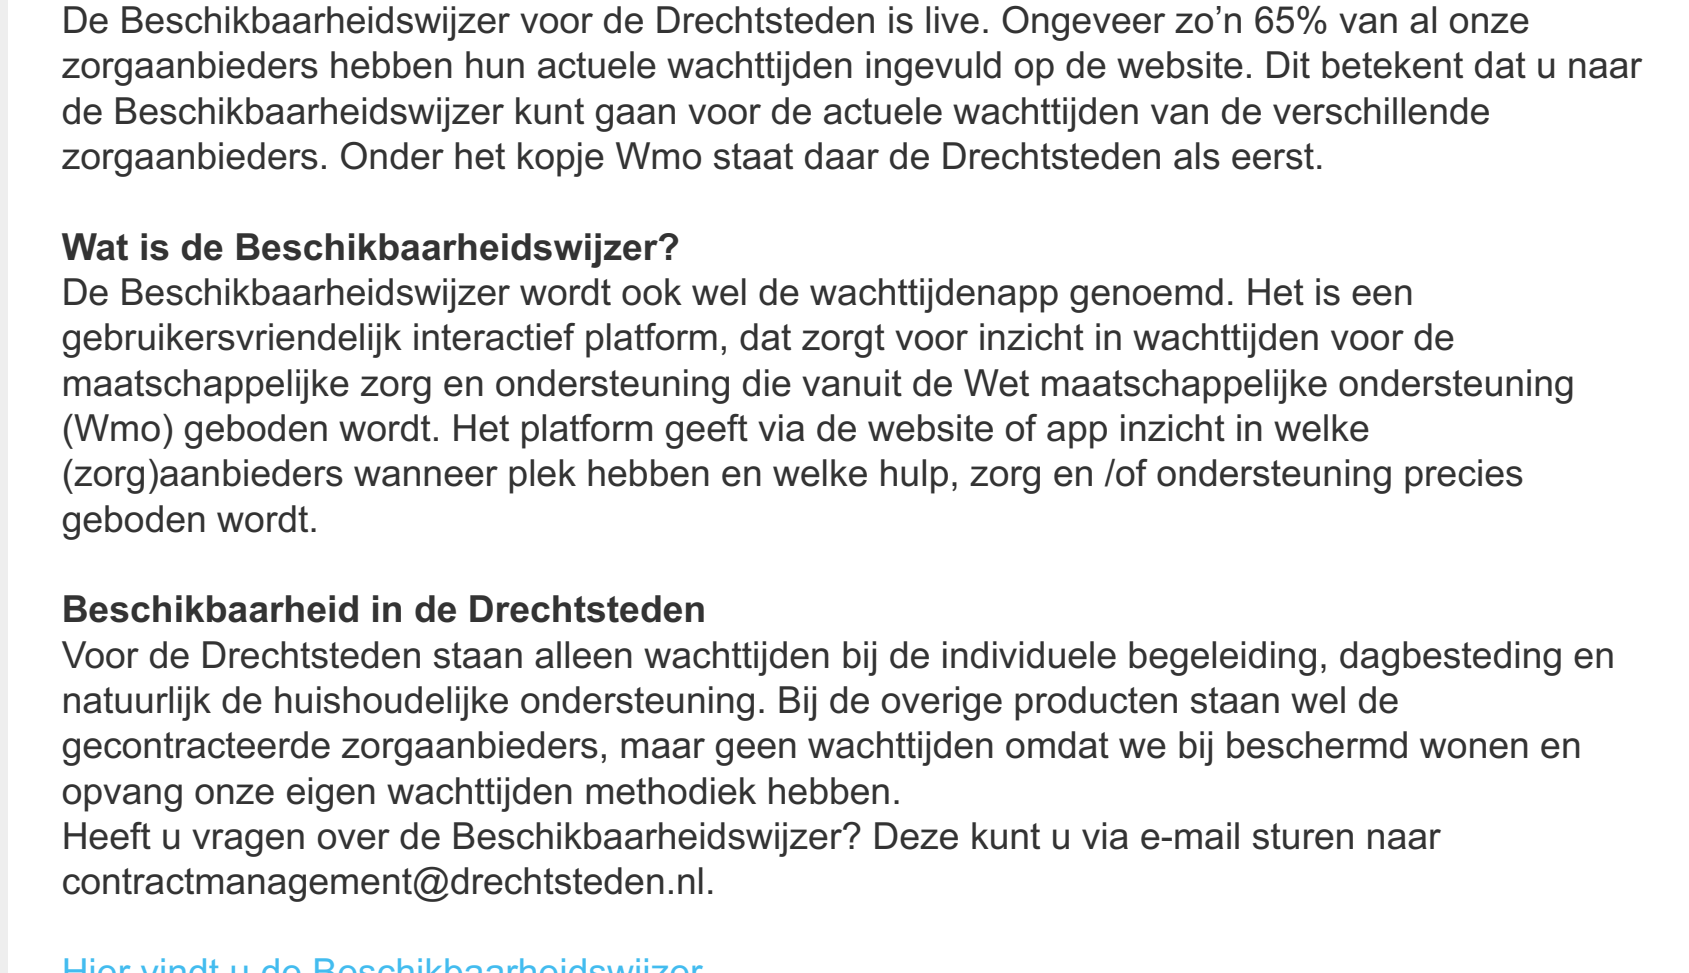 De Beschikbaarheidswijzer voor de Drechtsteden is live. Ongeveer zo’n 65% van al onze
zorgaanbieders hebben hun actuele wachttijden ingevuld op de website. Dit betekent dat u naar
de Beschikbaarheidswijzer kunt gaan voor de actuele wachttijden van de verschillende
zorgaanbieders. Onder het kopje Wmo staat daar de Drechtsteden als eerst.
Wat is de Beschikbaarheidswijzer?
De Beschikbaarheidswijzer wordt ook wel de wachttijdenapp genoemd. Het is een
gebruikersvriendelijk interactief platform, dat zorgt voor inzicht in wachttijden voor de
maatschappelijke zorg en ondersteuning die vanuit de Wet maatschappelijke ondersteuning
(Wmo) geboden wordt. Het platform geeft via de website of app inzicht in welke
(zorg)aanbieders wanneer plek hebben en welke hulp, zorg en /of ondersteuning precies
geboden wordt.
Beschikbaarheid in de Drechtsteden
Voor de Drechtsteden staan alleen wachttijden bij de individuele begeleiding, dagbesteding en
natuurlijk de huishoudelijke ondersteuning. Bij de overige producten staan wel de
gecontracteerde zorgaanbieders, maar geen wachttijden omdat we bij beschermd wonen en
opvang onze eigen wachttijden methodiek hebben.
Heeft u vragen over de Beschikbaarheidswijzer? Deze kunt u via e-mail sturen naar
contractmanagement@drechtsteden.nl.
Hier vindt u de Beschikbaarheidswijzer